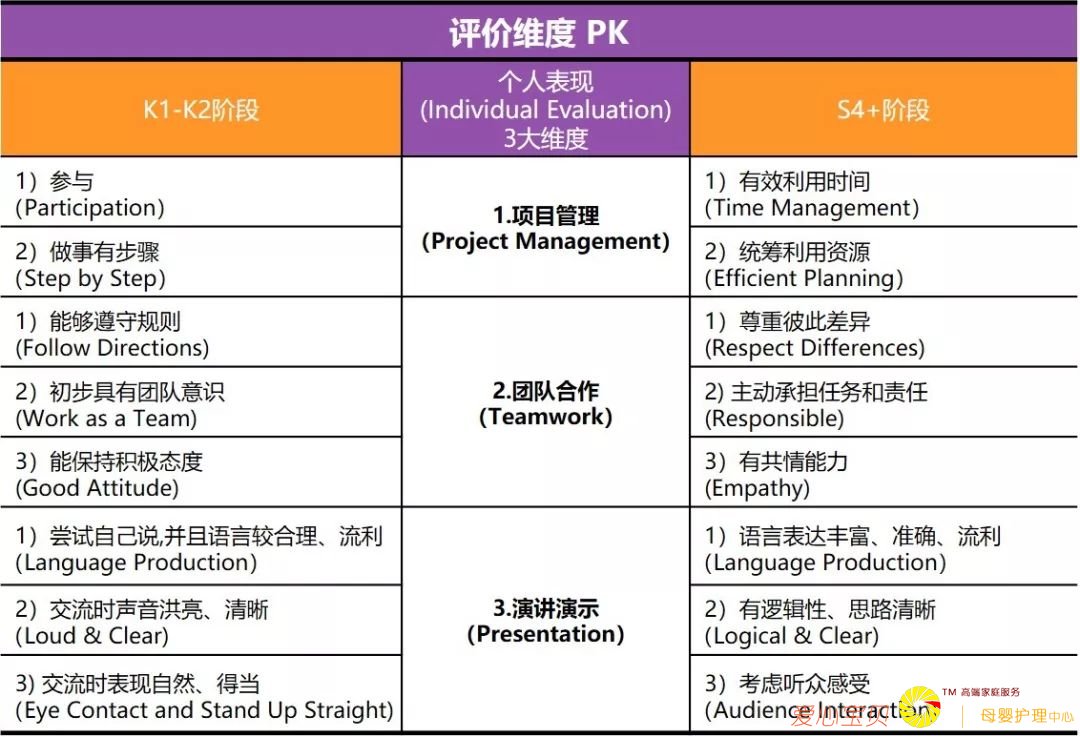 评价维度 PK
K1-K2阶段
个人表现
(Individual Evaluation)
3大维度
S4+阶段
1）参与
(Participation)
1.项目管理
(Project Management)
1）有效利用时间
(Time Management)
2）做事有步骤
(Step by Step)
2）统筹利用资源
(Efficient Planning)
1）能够遵守规则
(Follow Directions)
2.团队合作
(Teamwork)
1）尊重彼此差异
(Respect Differences)
2）初步具有团队意识
(Work as a Team)
2) 主动承担任务和责任
(Responsible)
3）能保持积极态度
(Good Attitude)
3）有共情能力
(Empathy)
1）尝试自己说,并且语言较合理、流利
(Language Production)
3.演讲演示
(Presentation)
1）语言表达丰富、准确、流利
(Language Production)
2）交流时声音洪亮、清晰
(Loud & Clear)
2）有逻辑性、思路清晰
(Logical & Clear)
3) 交流时表现自然、得当
(Eye Contact and Stand Up Straight)
3）考虑听众感受
(Audience Interaction)
爱心宝贝
TM 高端家庭服务
母婴护理中心